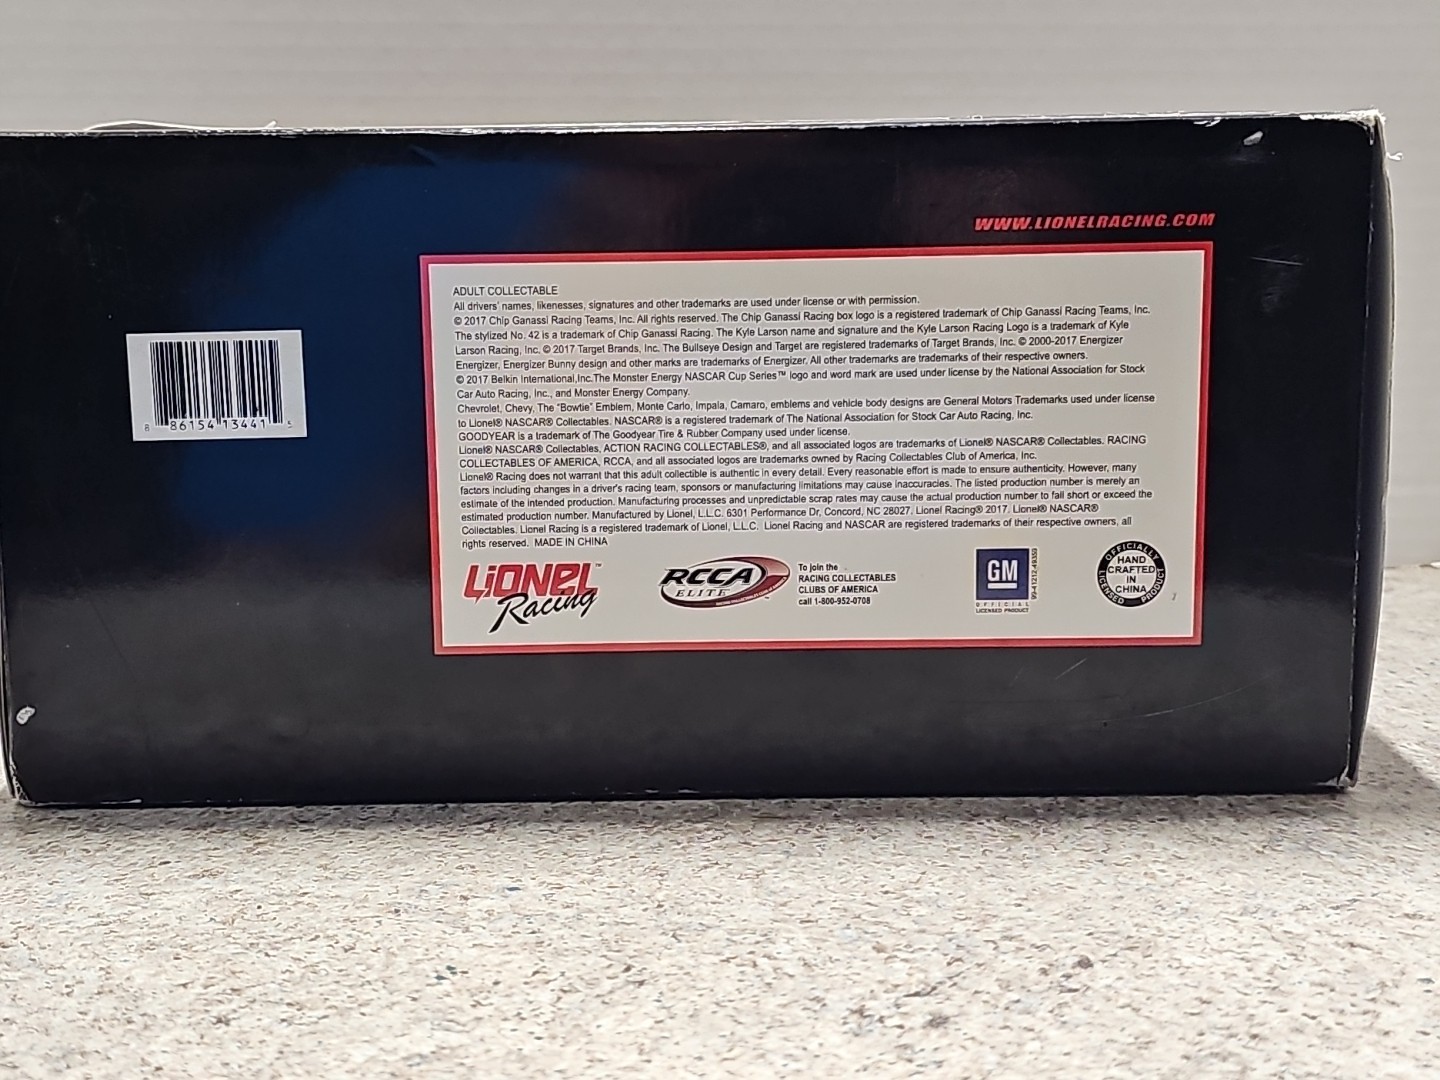 WWW.LIONELRACING.COM
ADULT COLLECTABLE
All drivers' names, likenesses, signatures and other trademarks are used under license or with permission.
© 2017 Chip Ganassi Racing Teams, Inc. All rights reserved. The Chip Ganassi Racing box logo is a registered trademark of Chip Ganassi Racing Teams, Inc.
The stylized No. 42 is a trademark of Chip Ganassi Racing. The Kyle Larson name and signature and the Kyle Larson Racing Logo is a trademark of Kyle
Larson Racing, Inc. © 2017 Target Brands, Inc. The Bullseye Design and Target are registered trademarks of Target Brands, Inc. © 2000-2017 Energizer
Energizer, Energizer Bunny design and other marks are trademarks of Energizer. All other trademarks are trademarks of their respective owners.
© 2017 Belkin International,Inc.The Monster Energy NASCAR Cup Series™ logo and word mark are used under license by the National Association for Stock
Car Auto Racing, Inc., and Monster Energy Company.
Chevrolet, Chevy, The "Bowtie" Emblem, Monte Carlo, Impala, Camaro, emblems and vehicle body designs are General Motors Trademarks used under license
to Lionel® NASCAR® Collectables. NASCAR® is a registered trademark of The National Association for Stock Car Auto Racing, Inc.
GOODYEAR is a trademark of The Goodyear Tire & Rubber Company used under license.
Lionel® NASCAR® Collectables, ACTION RACING COLLECTABLES®, and all associated logos are trademarks of Lionel® NASCAR® Collectables. RACING
COLLECTABLES OF AMERICA, RCCA, and all associated logos are trademarks owned by Racing Collectables Club of America, Inc.
Lionel® Racing does not warrant that this adult collectible is authentic in every detail. Every reasonable effort is made to ensure authenticity. However, many
factors including changes in a driver's racing team, sponsors or manufacturing limitations may cause inaccuracies. The listed production number is merely an
estimate of the intended production. Manufacturing processes and unpredictable scrap rates may cause the actual production number to fall short or exceed the
estimated production number. Manufactured by Lionel, L.L.C. 6301 Performance Dr, Concord, NC 28027. Lionel Racing® 2017. Lionel® NASCAR®
Collectables. Lionel Racing is a registered trademark of Lionel, L.L.C. Lionel Racing and NASCAR are registered trademarks of their respective owners, all
rights reserved. MADE IN CHINA
8 86154 13441 5
LIONEL™
Racing
RCCA
ELITE
To join the
RACING COLLECTABLES
CLUBS OF AMERICA
call 1-800-952-0708
GM
OFFICIAL
LICENSED PRODUCT
OFFICIALLY LICENSED PRODUCT
HAND
CRAFTED
IN
CHINA